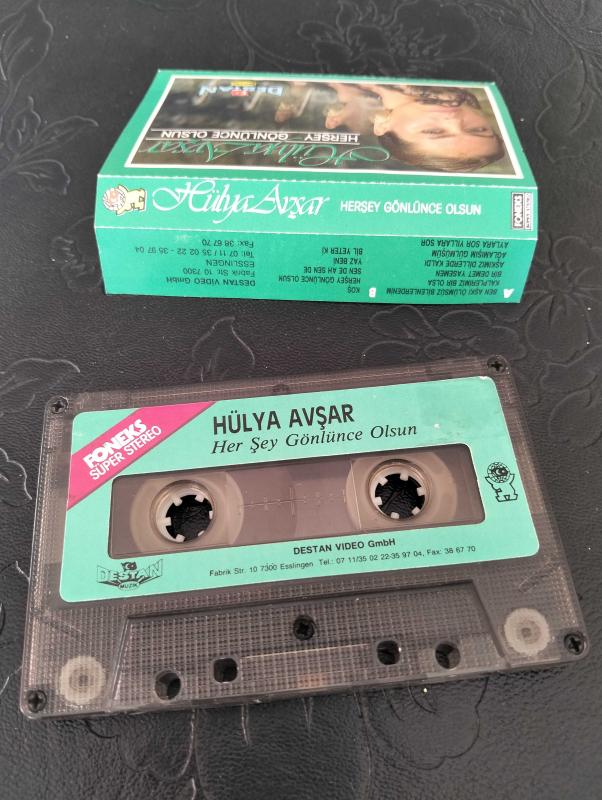 DESTAN
Hülya Avşar
HERŞEY GÖNLÜNCE OLSUN
Hülya Avşar HERŞEY GÖNLÜNCE OLSUN
FONEKS
A BEN AŞKI ÖLÜMSÜZ BİLENLERDENİM
KALPLERİMİZ BİR OLSA
BİR DEMET YASEMEN
AŞKIMIZ DİLLERDE KALDI
AĞLAMIŞIM GÜLMÜŞÜM
AYLARA SOR YILLARA SOR
B KOŞ
HERŞEY GÖNLÜNCE OLSUN
SEN DE AH SEN DE
YAZ BENİ
BİL YETER Kİ
DESTAN VIDEO GmbH
Fabrik Str. 10 7300
ESSLINGEN
Tel: 07 11 / 35 02 22 - 35 97 04
Fax: 38 67 70
FONEKS
SÜPER STEREO
HÜLYA AVŞAR
Her Şey Gönlünce Olsun
DESTAN VIDEO GmbH
Fabrik Str. 10 7300 Esslingen Tel.: 07 11/35 02 22-35 97 04, Fax: 38 67 70
DESTAN
MUZIK